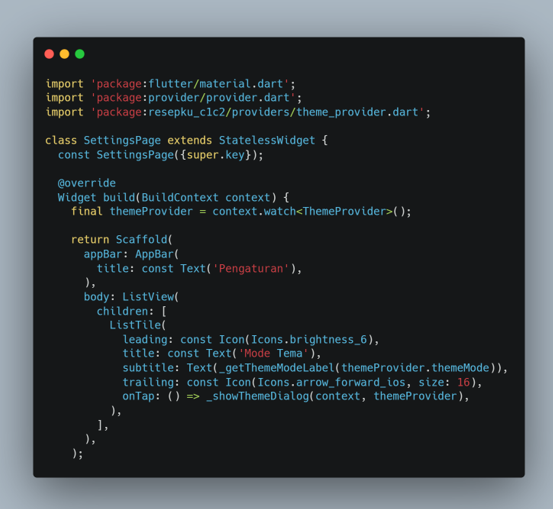 import 'package:flutter/material.dart';
import 'package:provider/provider.dart';
import 'package:resepku_c1c2/providers/theme_provider.dart';

class SettingsPage extends StatelessWidget {
  const SettingsPage({super.key});

  @override
  Widget build(BuildContext context) {
    final themeProvider = context.watch<ThemeProvider>();

    return Scaffold(
      appBar: AppBar(
        title: const Text('Pengaturan'),
      ),
      body: ListView(
        children: [
          ListTile(
            leading: const Icon(Icons.brightness_6),
            title: const Text('Mode Tema'),
            subtitle: Text(_getThemeModeLabel(themeProvider.themeMode)),
            trailing: const Icon(Icons.arrow_forward_ios, size: 16),
            onTap: () => _showThemeDialog(context, themeProvider),
          ),
        ],
      ),
    );